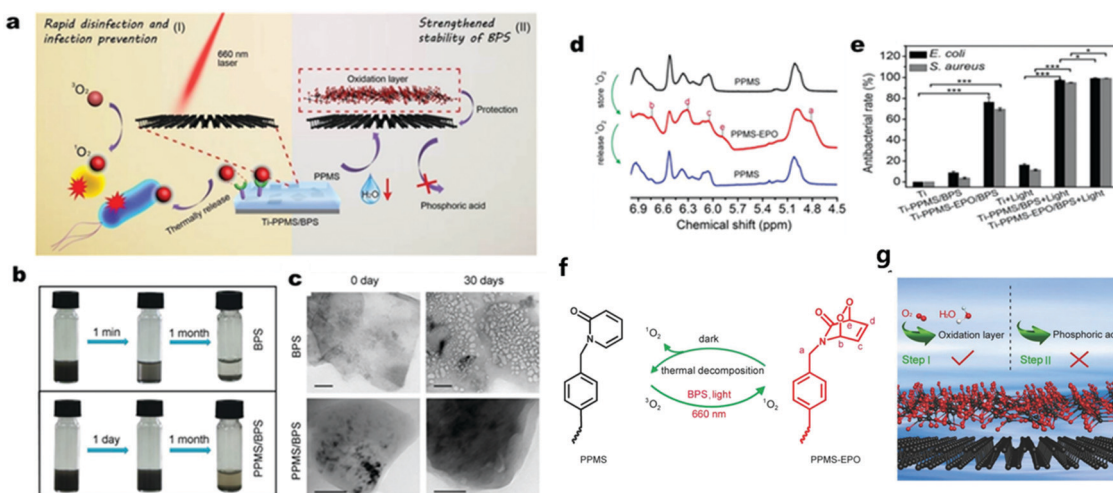 a
Rapid disinfection and
infection prevention
(I)
660 nm
laser
³O₂
¹O₂
Thermally release
PPMS
Ti-PPMS/BPS
Strengthened
stability of BPS
(II)
Oxidation layer
Protection
H₂O
Phosphoric acid
b
1 min
1 month
BPS
1 day
1 month
PPMS/BPS
c
0 day
30 days
BPS
PPMS/BPS
d
store ¹O₂
release ¹O₂
PPMS
b
d
c
e
a
PPMS-EPO
PPMS
6.9 6.6 6.3 6.0 5.7 5.4 5.1 4.8 4.5
Chemical shift (ppm)
e
E. coli
S. aureus
***
***
***
***
*
*
Antibacterial rate (%)
120
100
80
60
40
20
0
Ti
Ti-PPMS/BPS
Ti-PPMS-EPO/BPS
Ti+Light
Ti-PPMS/BPS+Light
Ti-PPMS-EPO/BPS+Light
f
O
N
PPMS
¹O₂
dark
thermal decomposition
³O₂
BPS, light
660 nm
¹O₂
O
O
O
N
a
b
c
d
e
PPMS-EPO
g
O₂
H₂O
Oxidation layer
Phosphoric ac
Step I
Step II